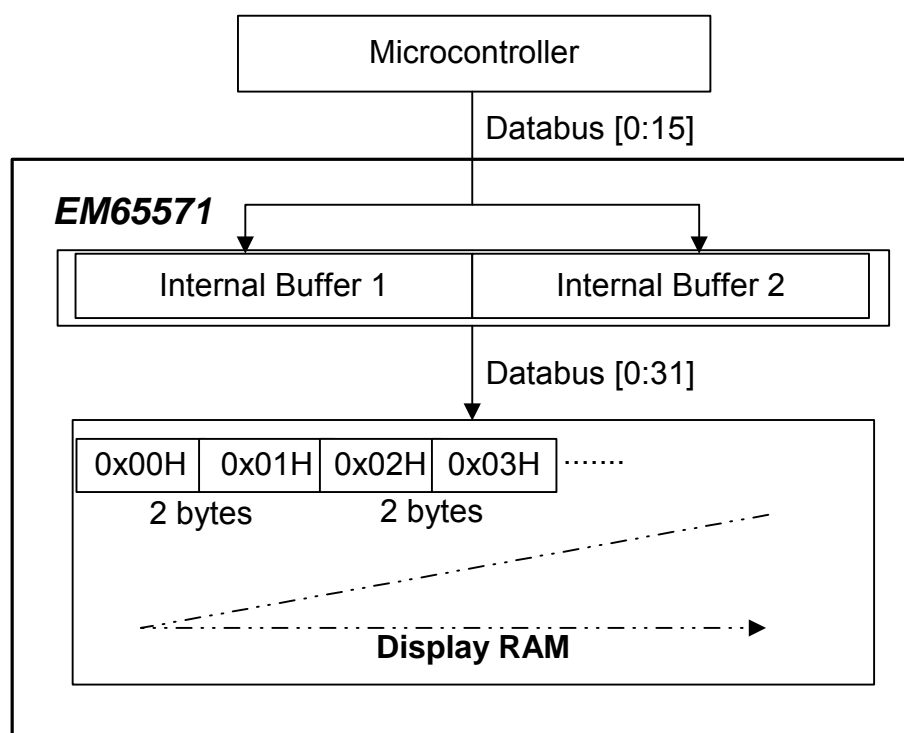 Microcontroller
Databus [0:15]
EM65571
Internal Buffer 1
Internal Buffer 2
Databus [0:31]
0x00H 0x01H 0x02H 0x03H .......
2 bytes 2 bytes
Display RAM